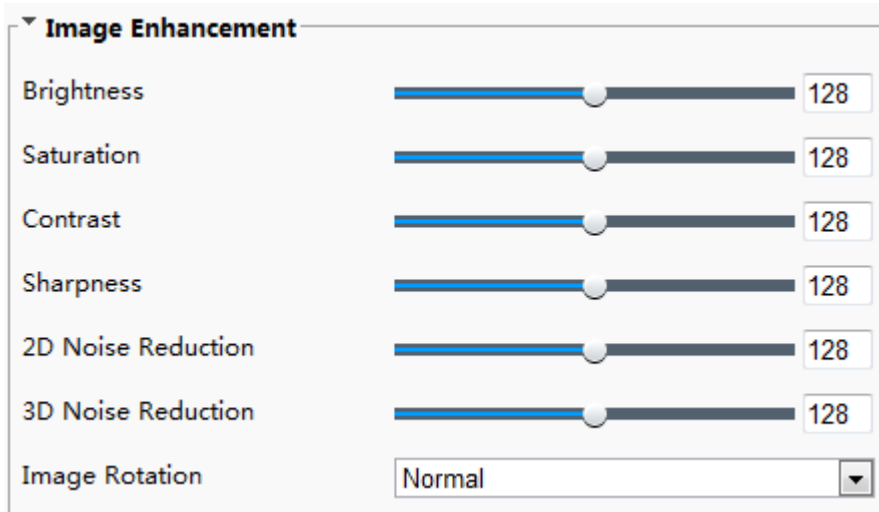 Image Enhancement
Brightness 128
Saturation 128
Contrast 128
Sharpness 128
2D Noise Reduction 128
3D Noise Reduction 128
Image Rotation Normal